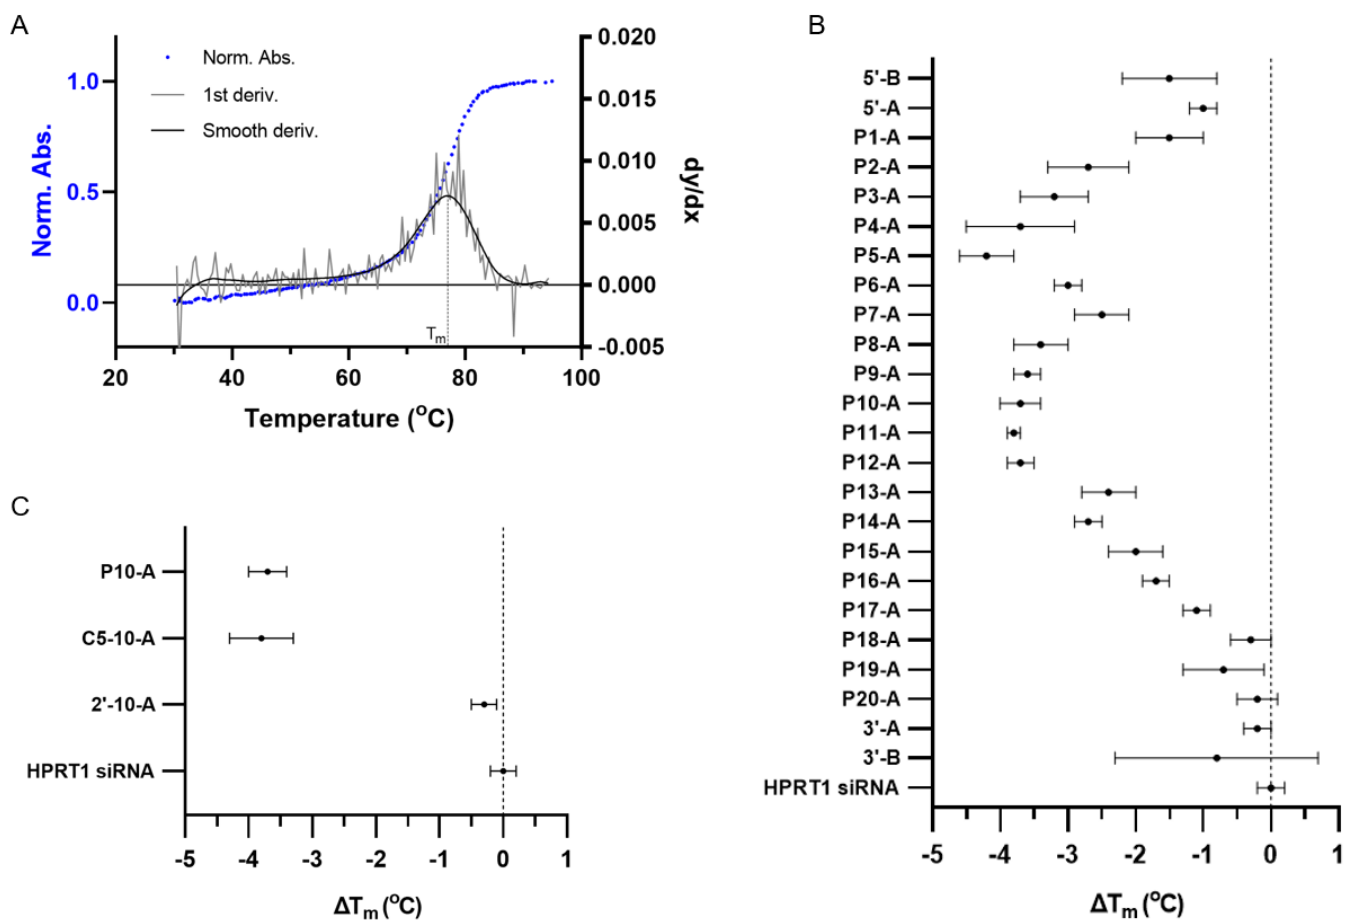 A
Norm. Abs.
1st deriv.
Smooth deriv.
1.0
0.5
0.0
Norm. Abs.
0.020
0.015
0.010
0.005
0.000
-0.005
dy/dx
Tm
20 40 60 80 100
Temperature (oC)
B
5'-B
5'-A
P1-A
P2-A
P3-A
P4-A
P5-A
P6-A
P7-A
P8-A
P9-A
P10-A
P11-A
P12-A
P13-A
P14-A
P15-A
P16-A
P17-A
P18-A
P19-A
P20-A
3'-A
3'-B
HPRT1 siRNA
-5 -4 -3 -2 -1 0 1
ΔTm (oC)
C
P10-A
C5-10-A
2'-10-A
HPRT1 siRNA
-5 -4 -3 -2 -1 0 1
ΔTm (oC)